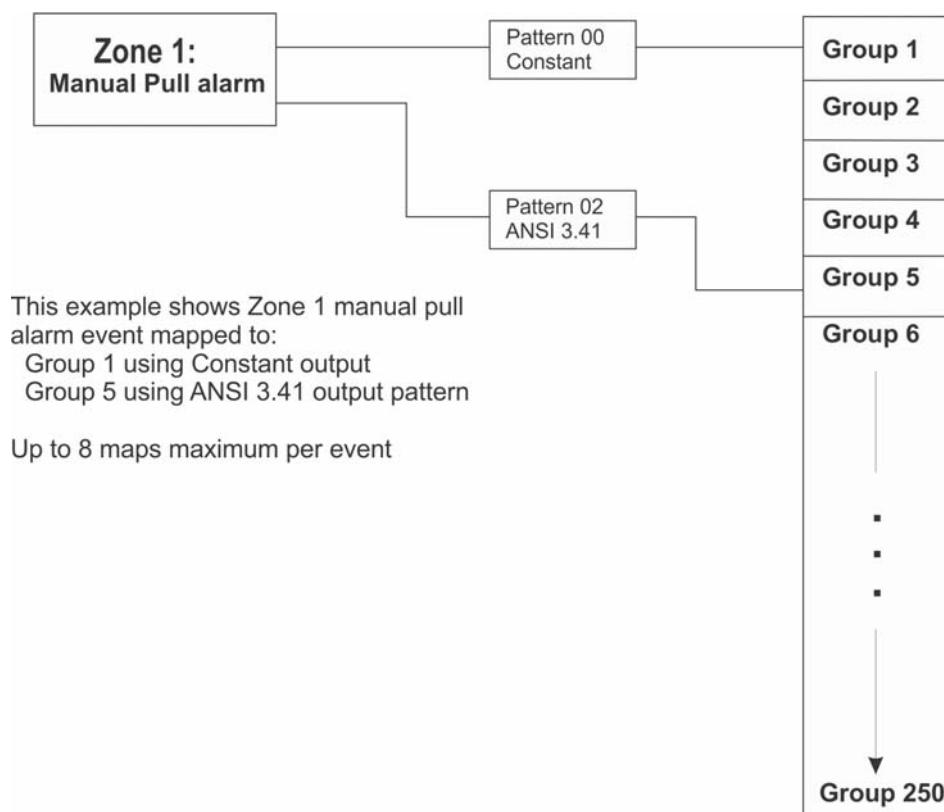 Zone 1:
Manual Pull alarm
Pattern 00
Constant
Pattern 02
ANSI 3.41
Group 1
Group 2
Group 3
Group 4
Group 5
Group 6
Group 250
This example shows Zone 1 manual pull
alarm event mapped to:
Group 1 using Constant output
Group 5 using ANSI 3.41 output pattern
Up to 8 maps maximum per event